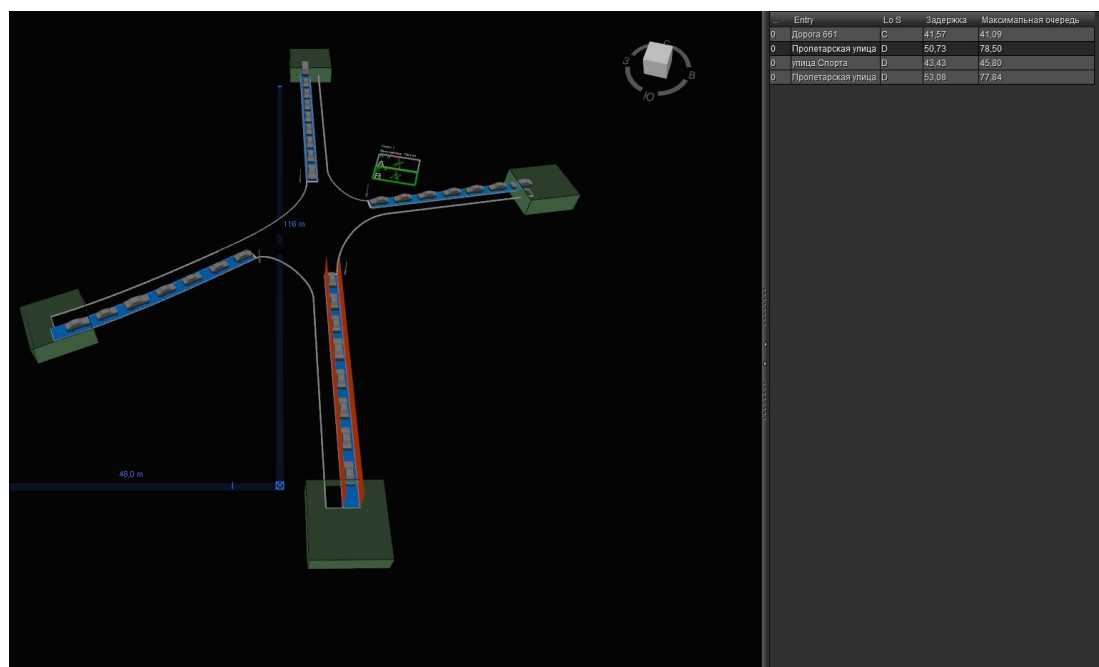 ... Entry Lo S Задержка Максимальная очередь
0 Дорога 661 C 41,57 41,09
0 Пролетарская улица D 50,73 78,50
0 улица Спорта D 43,43 45,80
0 Пролетарская улица D 53,08 77,84
С
З
В
Ю
A
B
116 m
48,0 m